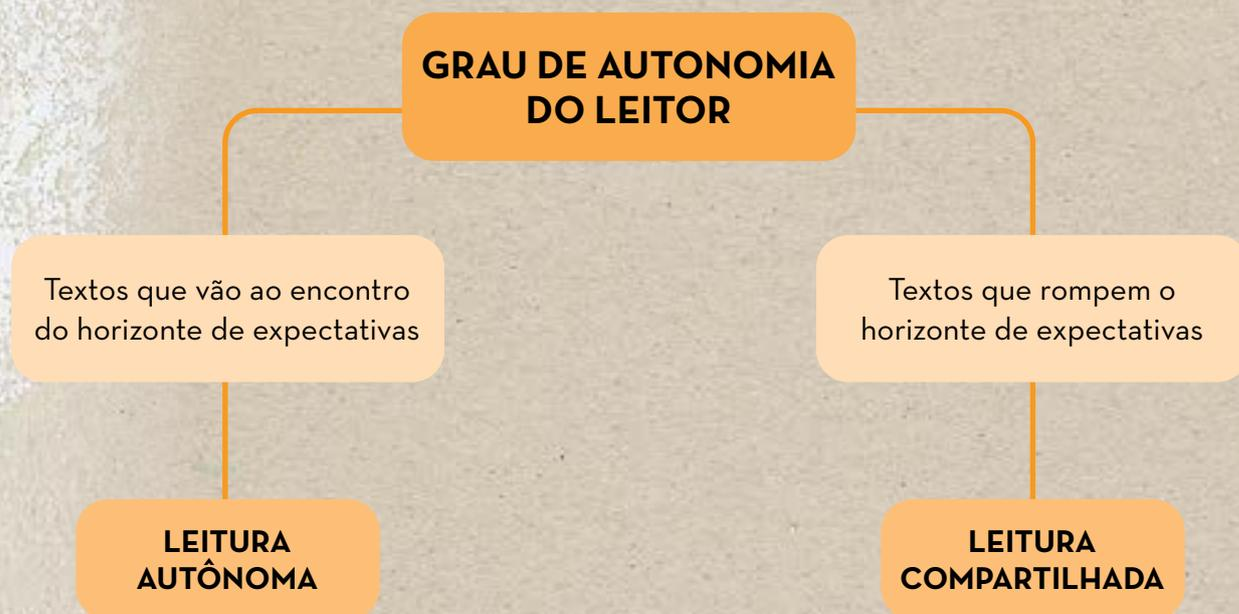 GRAU DE AUTONOMIA
DO LEITOR
Textos que vão ao encontro
do horizonte de expectativas
Textos que rompem o
horizonte de expectativas
LEITURA
AUTÔNOMA
LEITURA
COMPARTILHADA